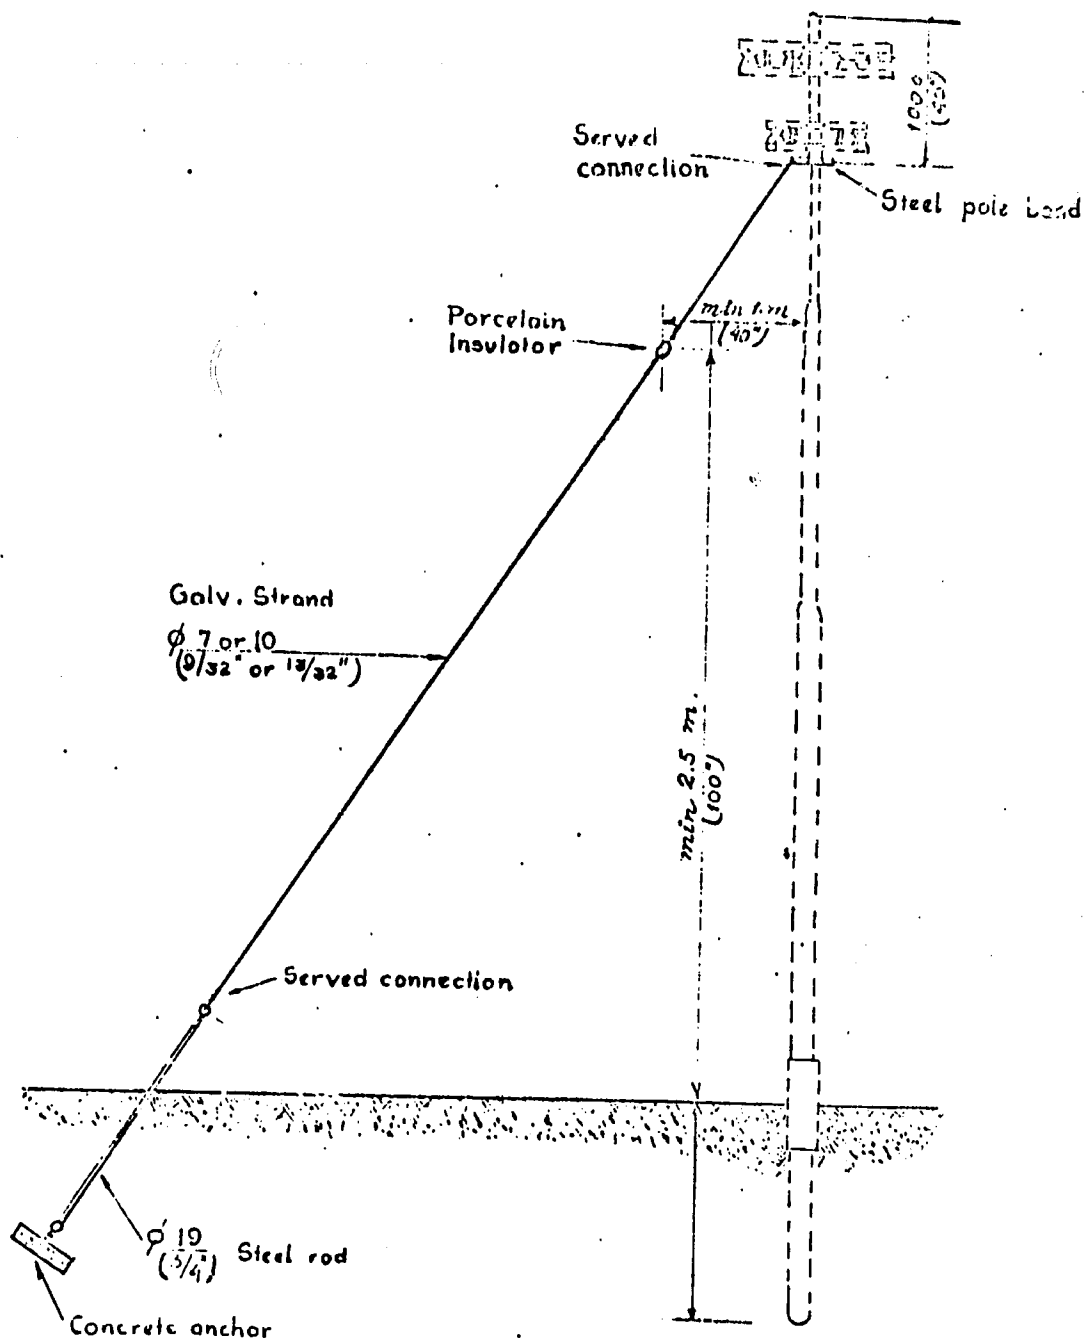 1000
(40")
Served
connection
Steel pole band
Porcelain
Insulator
min 1.m
(40")
Galv. Strand
ϕ 7 or 10
(9/32" or 13/32")
min 2.5 m.
(100")
Served connection
ϕ 19
(3/4") Steel rod
Concrete anchor